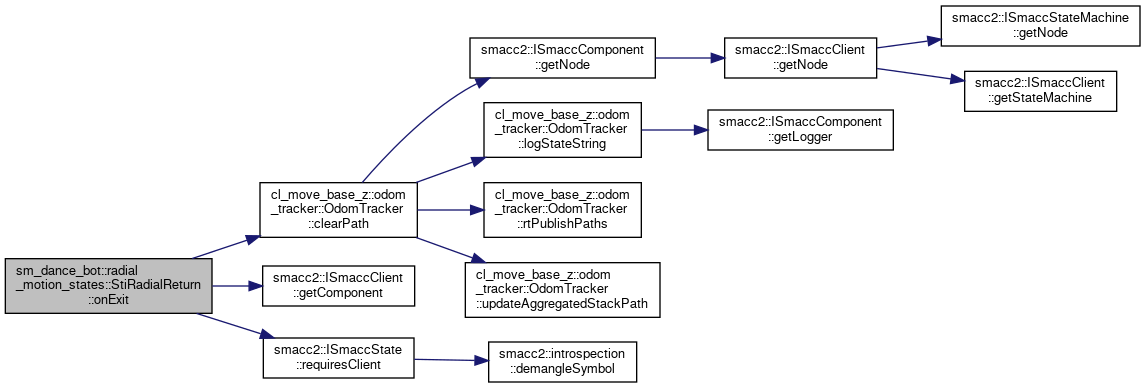 sm_dance_bot::radial
_motion_states::StiRadialReturn
::onExit
cl_move_base_z::odom
_tracker::OdomTracker
::clearPath
smacc2::ISmaccComponent
::getNode
smacc2::ISmaccClient
::getNode
smacc2::ISmaccStateMachine
::getNode
smacc2::ISmaccClient
::getStateMachine
cl_move_base_z::odom
_tracker::OdomTracker
::logStateString
smacc2::ISmaccComponent
::getLogger
cl_move_base_z::odom
_tracker::OdomTracker
::rtPublishPaths
cl_move_base_z::odom
_tracker::OdomTracker
::updateAggregatedStackPath
smacc2::ISmaccClient
::getComponent
smacc2::ISmaccState
::requiresClient
smacc2::introspection
::demangleSymbol